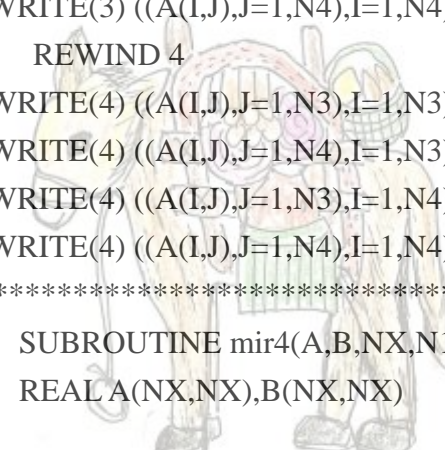 WRITE(3) ((A(I,J),J=1,N4),I=1,N4)
REWIND 4
WRITE(4) ((A(I,J),J=1,N3),I=1,N3)
WRITE(4) ((A(I,J),J=1,N4),I=1,N3)
WRITE(4) ((A(I,J),J=1,N3),I=1,N4)
WRITE(4) ((A(I,J),J=1,N4),I=1,N4)
*****************************
SUBROUTINE mir4(A,B,NX,N
REAL A(NX,NX),B(NX,NX)